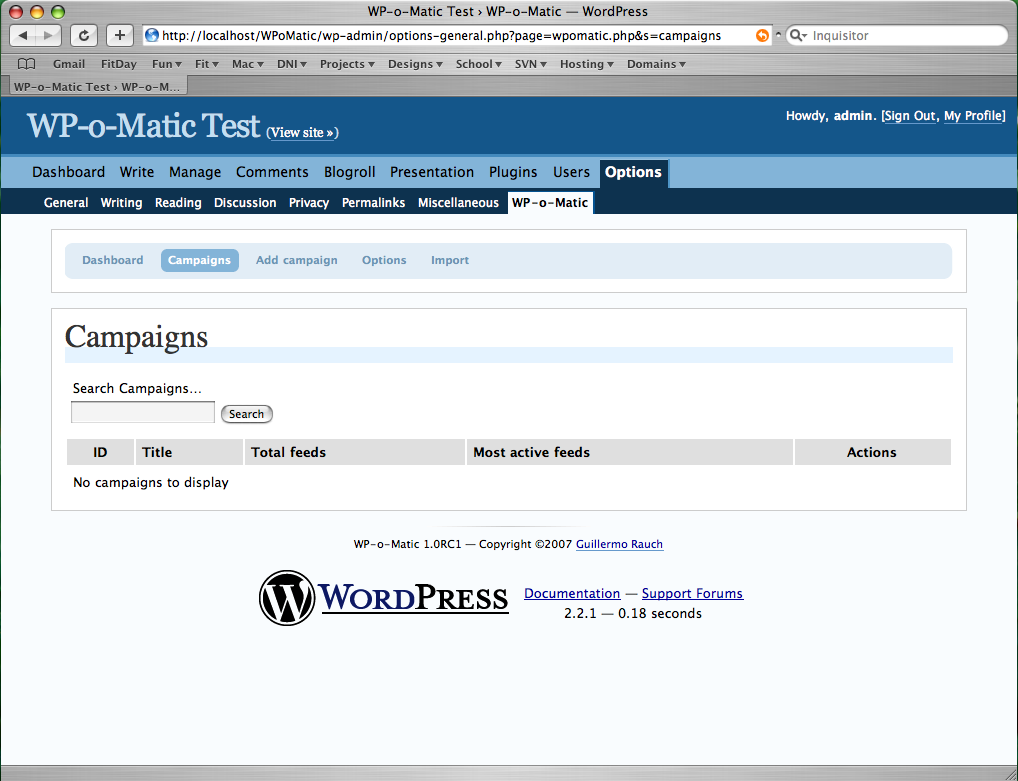 WP-o-Matic Test › WP-o-Matic — WordPress
http://localhost/WPoMatic/wp-admin/options-general.php?page=wpomatic.php&s=campaigns
Inquisitor
Gmail FitDay Fun Fit Mac DNI Projects Designs School SVN Hosting Domains
WP-o-Matic Test › WP-o-M...
WP-o-Matic Test (View site »)
Howdy, admin. [Sign Out, My Profile]
Dashboard Write Manage Comments Blogroll Presentation Plugins Users Options
General Writing Reading Discussion Privacy Permalinks Miscellaneous WP-o-Matic
Dashboard Campaigns Add campaign Options Import
Campaigns
Search Campaigns...
Search
ID Title Total feeds Most active feeds Actions
No campaigns to display
WP-o-Matic 1.0RC1 — Copyright ©2007 Guillermo Rauch
WORDPRESS
Documentation — Support Forums
2.2.1 — 0.18 seconds